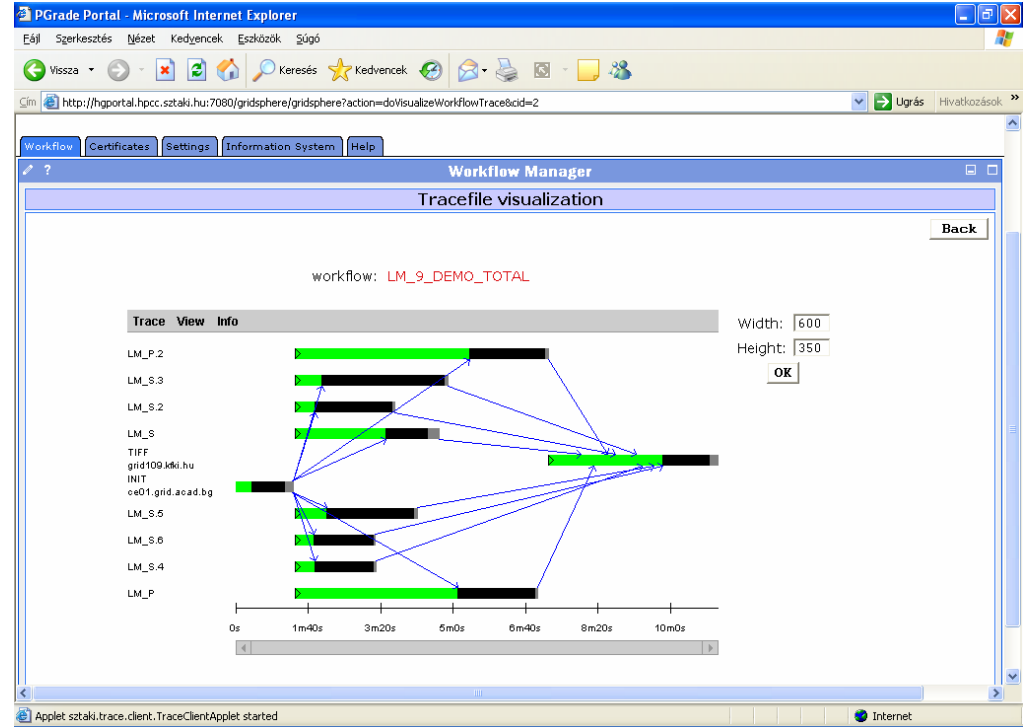 PGrade Portal - Microsoft Internet Explorer
Fájl Szerkesztés Nézet Kedvencek Eszközök Súgó
Vissza Keresés Kedvencek
Cím http://hgportal.hpcc.sztaki.hu:7080/gridsphere/gridsphere?action=doVisualizeWorkflowTrace&cid=2 Ugrás Hivatkozások »
Workflow Certificates Settings Information System Help
? Workflow Manager
Tracefile visualization
Back
workflow: LM_9_DEMO_TOTAL
Trace View Info
Width: 600
Height: 350
OK
LM_P.2
LM_S.3
LM_S.2
LM_S
TIFF
grid109.kfki.hu
INIT
ce01.grid.acad.bg
LM_S.5
LM_S.6
LM_S.4
LM_P
0s 1m40s 3m20s 5m0s 6m40s 8m20s 10m0s
Applet sztaki.trace.client.TraceClientApplet started Internet